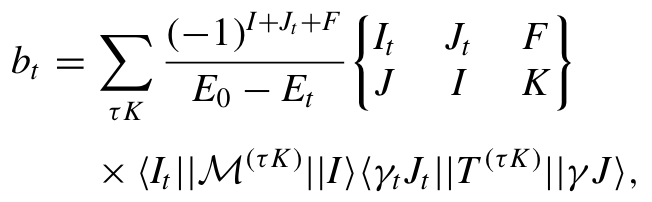 b_t = \sum_{\tau K} \frac{(-1)^{I+J_t+F}}{E_0 - E_t} \begin{Bmatrix} I_t & J_t & F \\ J & I & K \end{Bmatrix}
\times \langle I_t || \mathcal{M}^{(\tau K)} || I \rangle \langle \gamma_t J_t || T^{(\tau K)} || \gamma J \rangle,